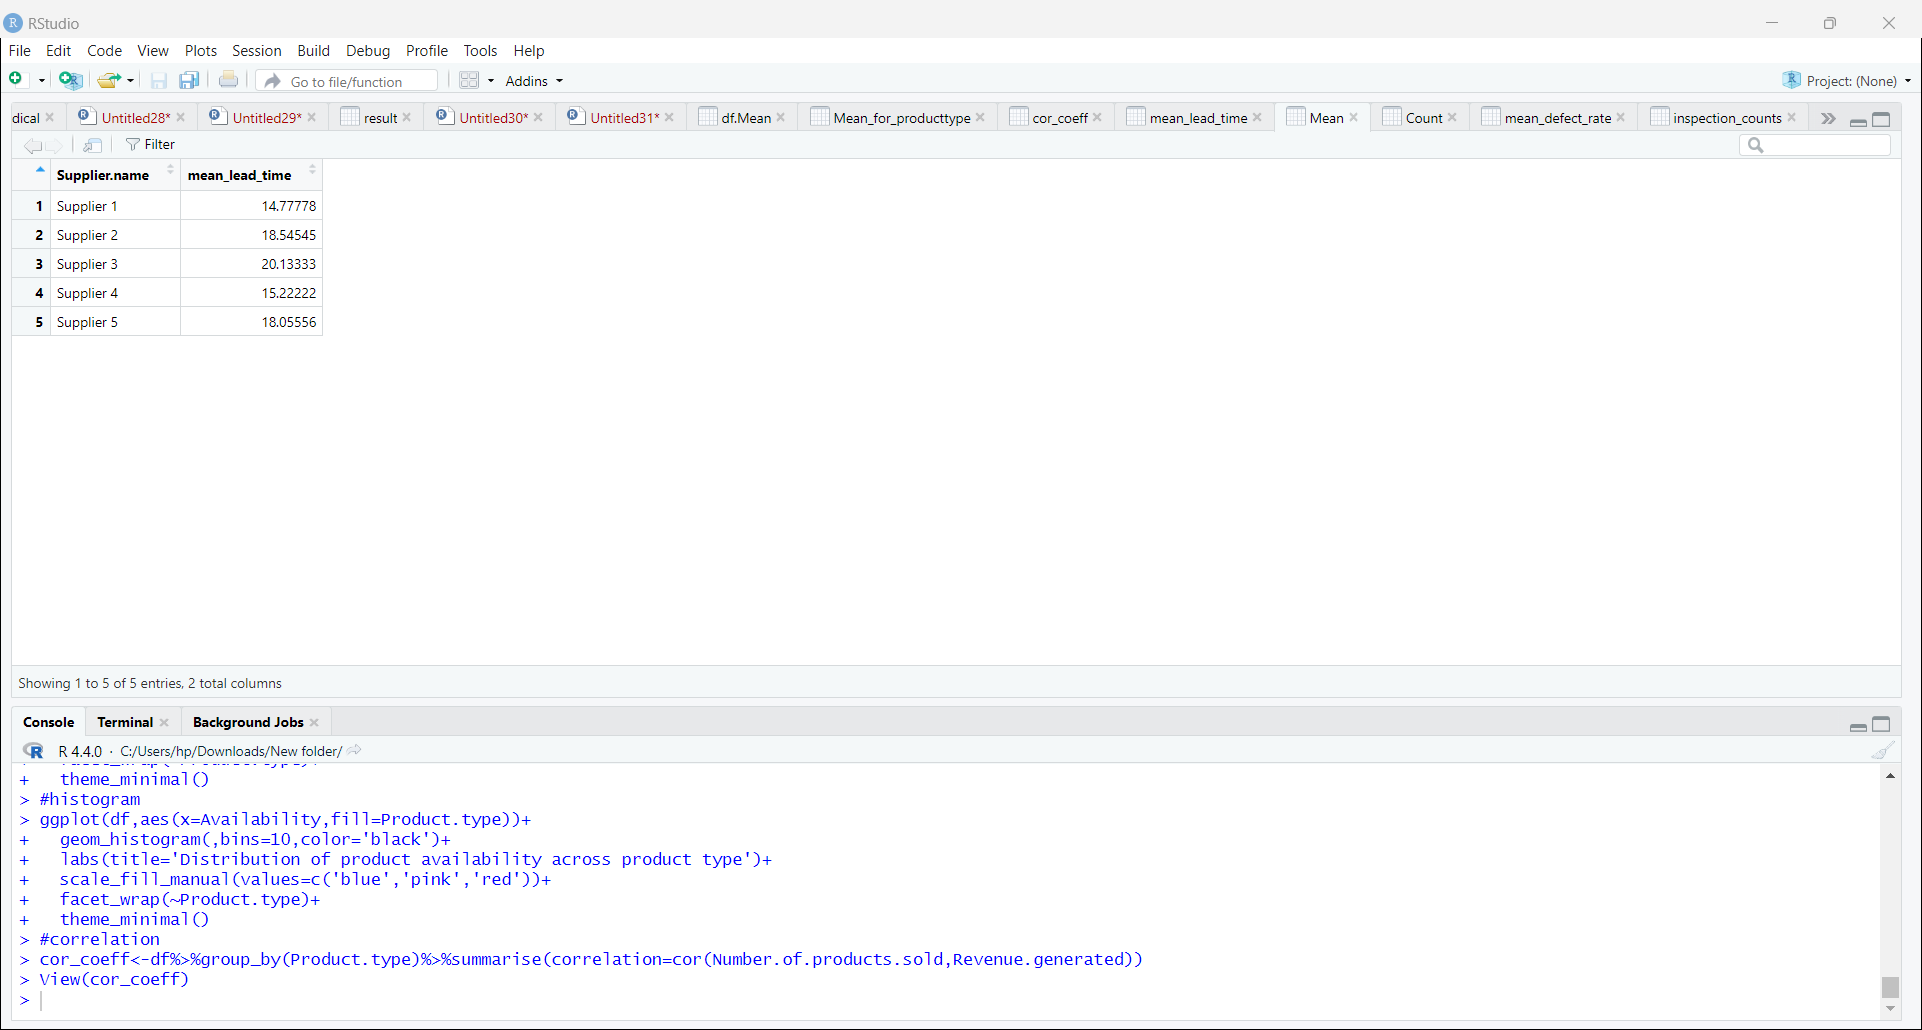 RStudio
File Edit Code View Plots Session Build Debug Profile Tools Help
Go to file/function Addins Project: (None)
dical Untitled28* Untitled29* result Untitled30* Untitled31* df.Mean Mean_for_producttype cor_coeff mean_lead_time Mean Count mean_defect_rate inspection_counts
Filter
Supplier.name mean_lead_time
1 Supplier 1 14.77778
2 Supplier 2 18.54545
3 Supplier 3 20.13333
4 Supplier 4 15.22222
5 Supplier 5 18.05556
Showing 1 to 5 of 5 entries, 2 total columns
Console Terminal Background Jobs
R R 4.4.0 · C:/Users/hp/Downloads/New folder/
+   theme_minimal()
> #histogram
> ggplot(df,aes(x=Availability,fill=Product.type))+
+   geom_histogram(,bins=10,color='black')+
+   labs(title='Distribution of product availability across product type')+
+   scale_fill_manual(values=c('blue','pink','red'))+
+   facet_wrap(~Product.type)+
+   theme_minimal()
> #correlation
> cor_coeff<-df%>%group_by(Product.type)%>%summarise(correlation=cor(Number.of.products.sold,Revenue.generated))
> View(cor_coeff)
>